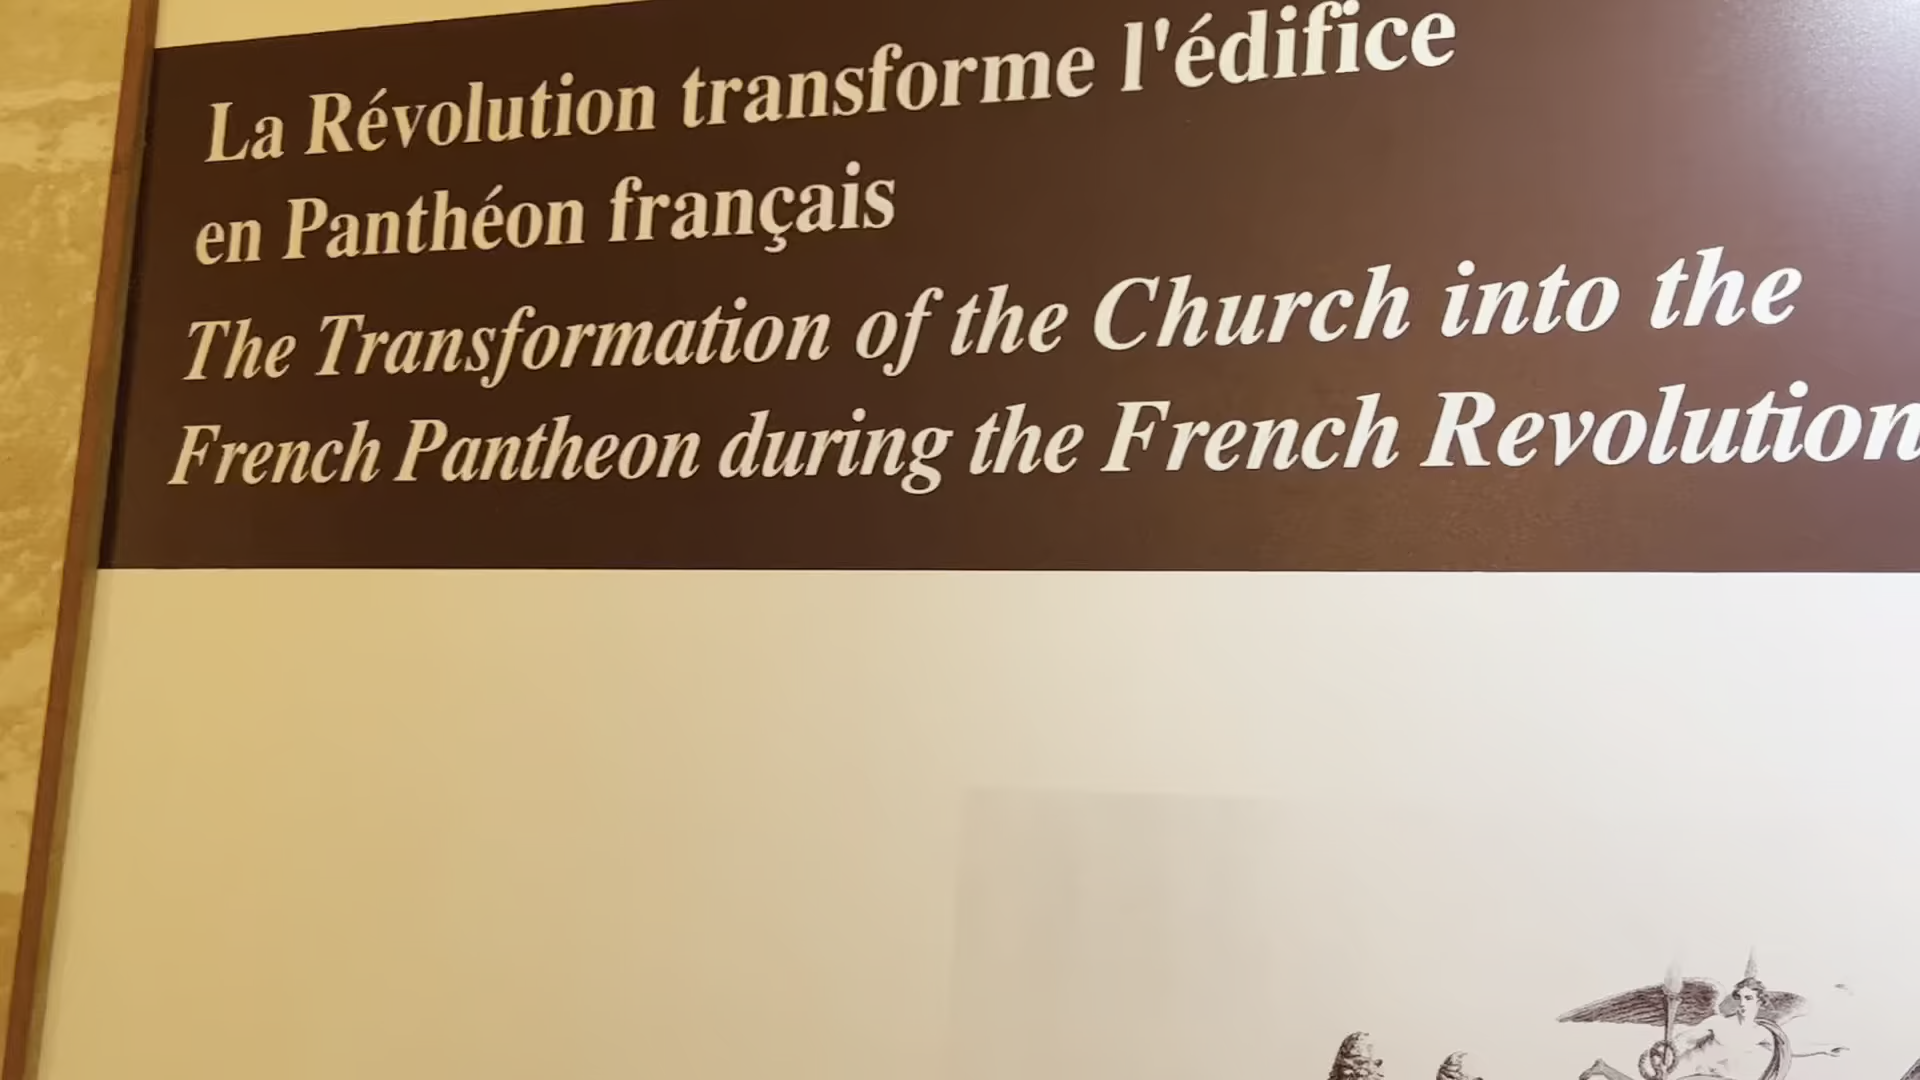 La Révolution transforme l'édifice
en Panthéon français
The Transformation of the Church into the
French Pantheon during the French Revolution